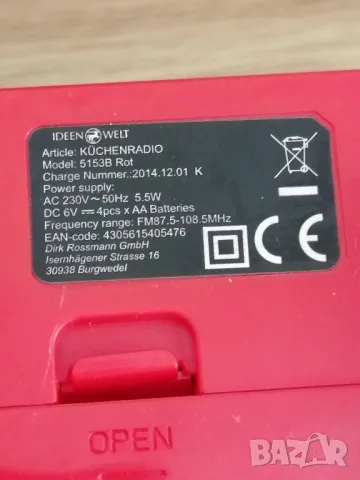 IDEEN WELT
Article: KÜCHENRADIO
Model: 5153B Rot
Charge Nummer.:2014.12.01 K
Power supply:
AC 230V～50Hz 5.5W
DC 6V ⎓ 4pcs x AA Batteries
Frequency range: FM87.5-108.5MHz
EAN-code: 4305615405476
Dirk Rossmann GmbH
Isernhägener Strasse 16
30938 Burgwedel
CE
OPEN
bazar.bg